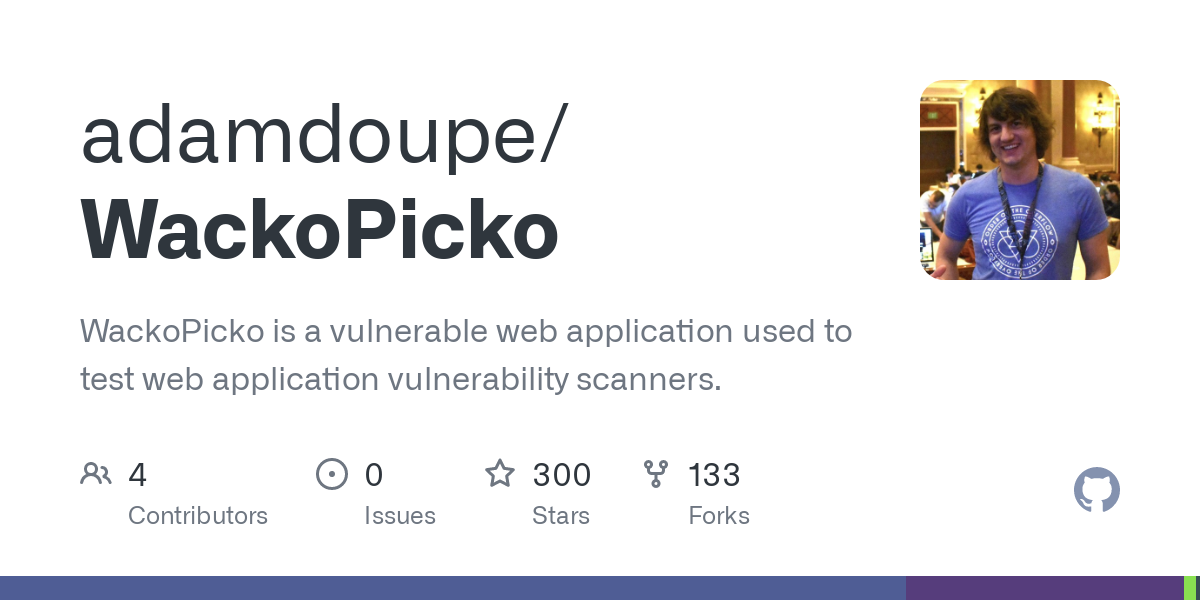 adamdoupe/
WackoPicko
WackoPicko is a vulnerable web application used to
test web application vulnerability scanners.
4
Contributors
0
Issues
300
Stars
133
Forks